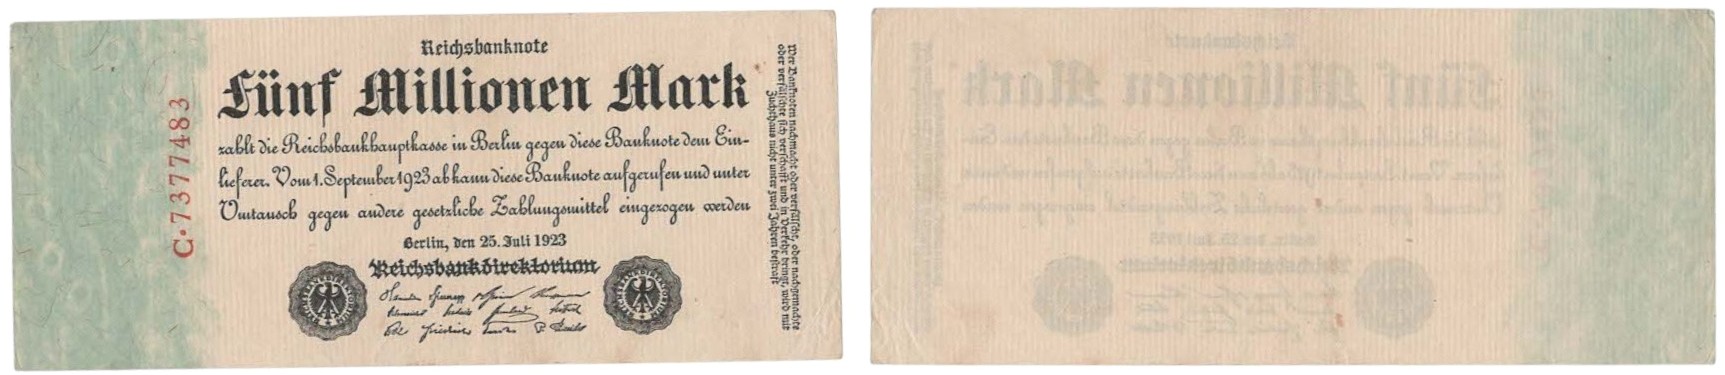 Reichsbanknote
Fünf Millionen Mark
zahlt die Reichsbankhauptkasse in Berlin gegen diese Banknote dem Ein-
lieferer. Vom 1. September 1923 ab kann diese Banknote aufgerufen und unter
Umtausch gegen andere gesetzliche Zahlungsmittel eingezogen werden
Berlin, den 25. Juli 1923
Reichsbankdirektorium
REICHSBANKDIREKTORIUM
REICHSBANKDIREKTORIUM
C·7377483
Wer Banknoten nachmacht oder verfälscht, oder nachgemachte
oder verfälschte sich verschafft und in Verkehr bringt, wird mit
Zuchthaus nicht unter zwei Jahren bestraft